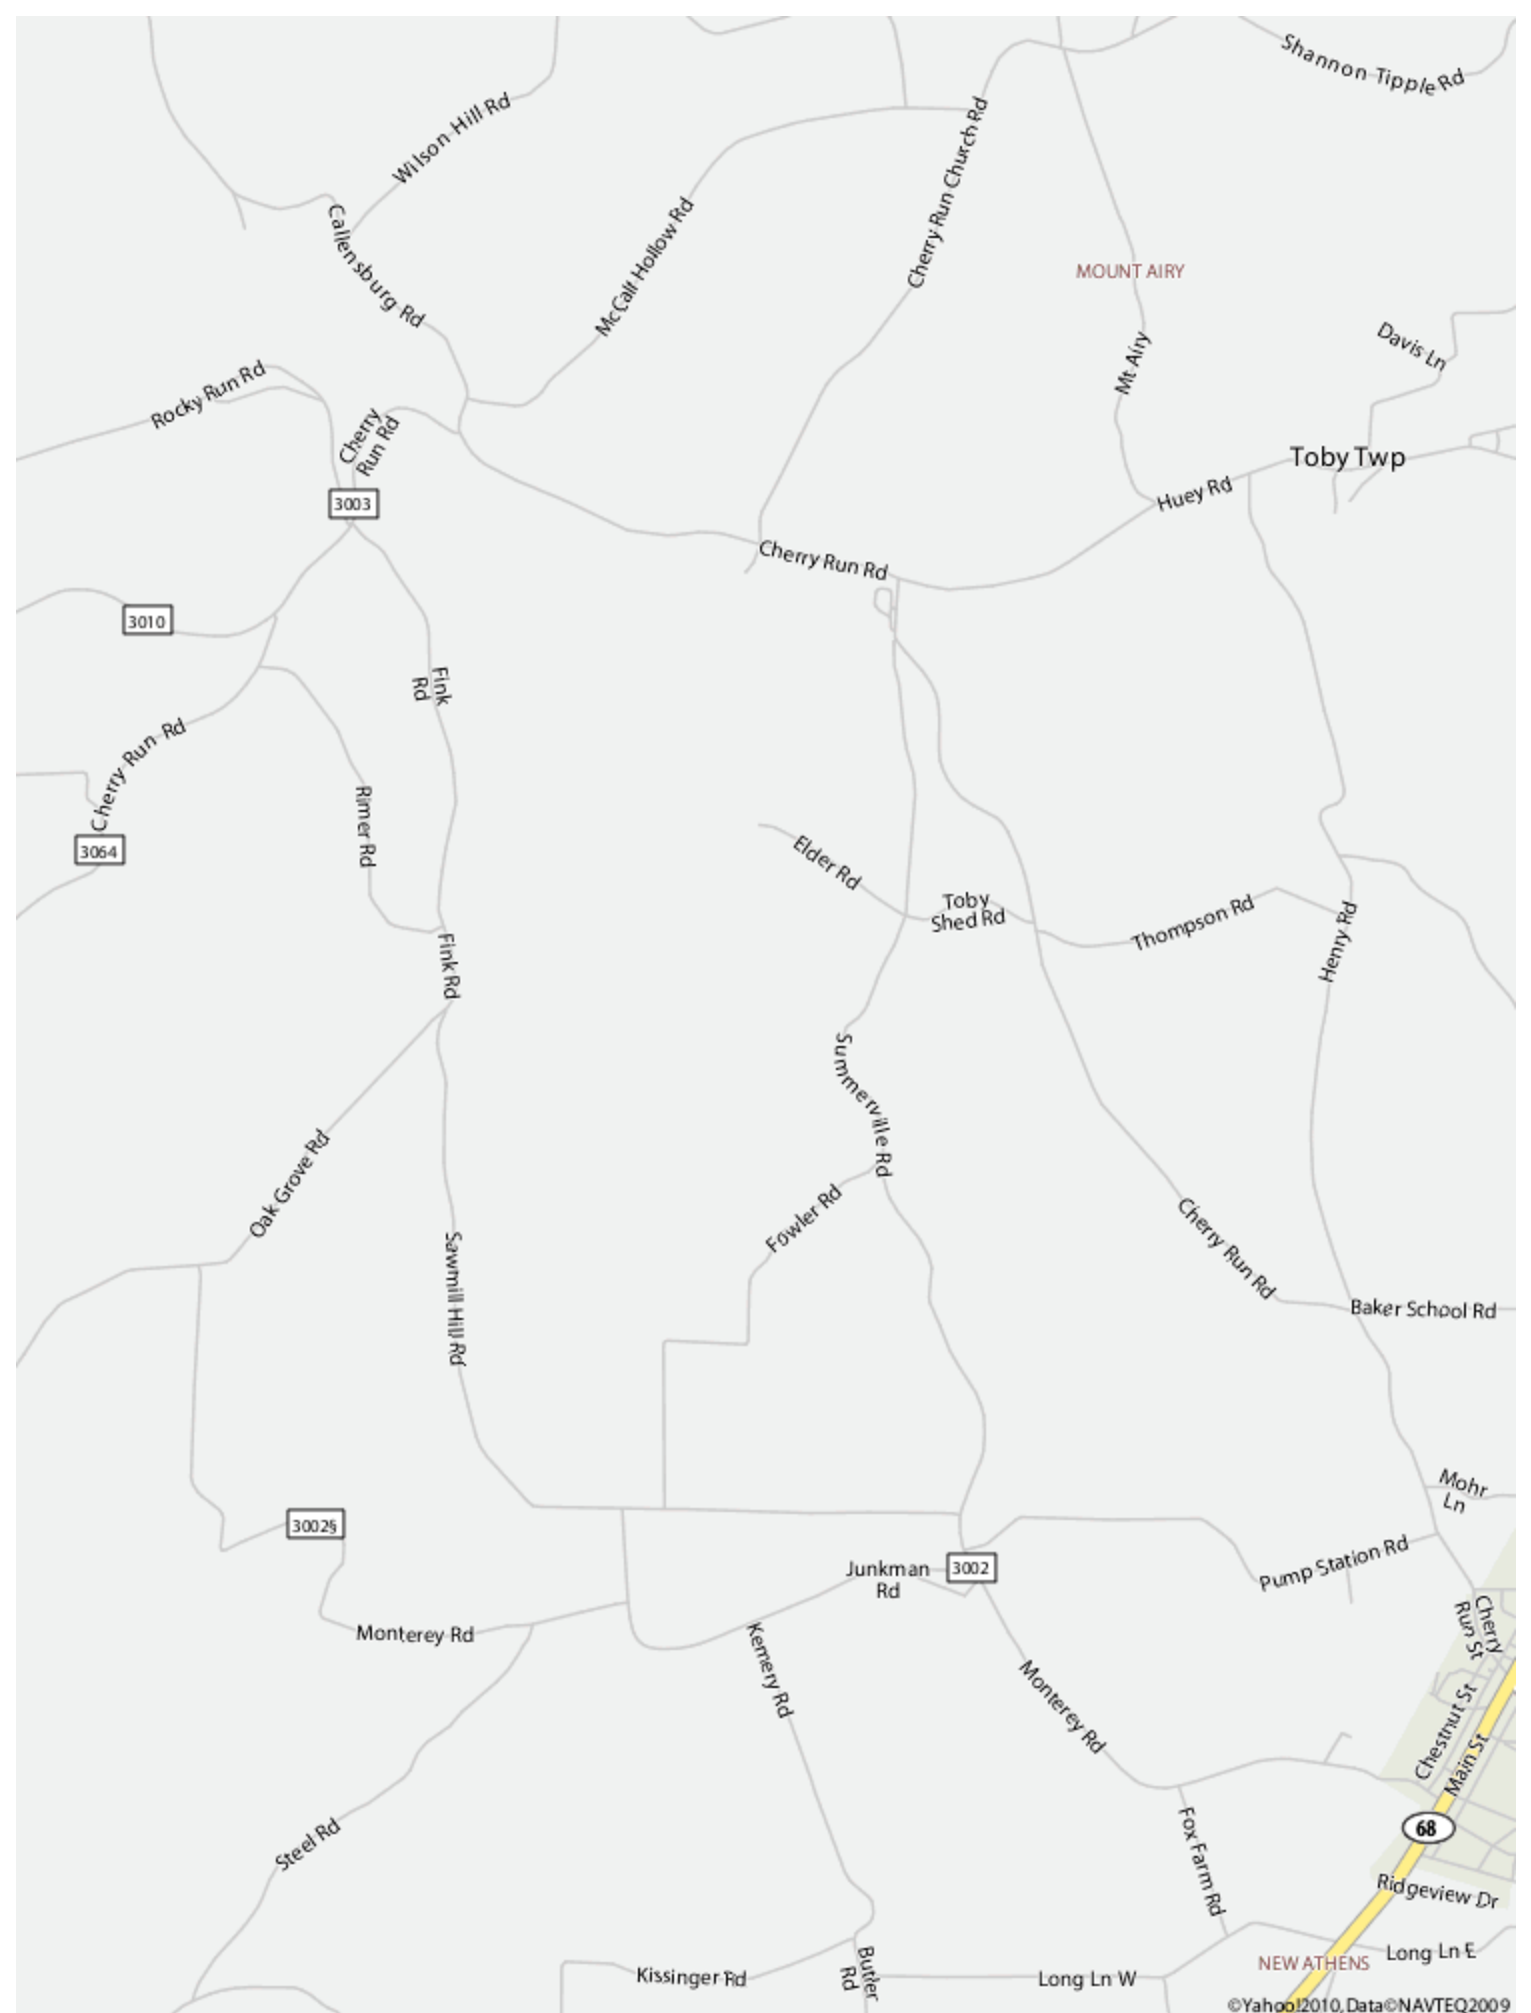 Shannon Tipple Rd
Wilson Hill Rd
Cherry Run Church Rd
Callensburg Rd
McCalf Hollow Rd
MOUNT AIRY
Mt Airy
Davis Ln
Rocky Run Rd
Cherry
Run Rd
Toby Twp
Huey Rd
3003
Cherry Run Rd
3010
Fink
Rd
Cherry Run Rd
Rimer Rd
3064
Elder Rd
Toby
Shed Rd
Thompson Rd
Henry Rd
Fink Rd
Summerville Rd
Oak Grove Rd
Fowler Rd
Cherry Run Rd
Sawmill Hill Rd
Baker School Rd
Mohr
Ln
3002§
Pump Station Rd
Junkman
Rd
3002
Monterey Rd
Cherry
Run St
Kemery Rd
Monterey Rd
Chestnut St
Main St
68
Steel Rd
Fox Farm Rd
Ridgeview Dr
Long Ln E
NEW ATHENS
Kissinger Rd
Butler
Rd
Long Ln W
©Yahoo!2010, Data©NAVTEQ2009